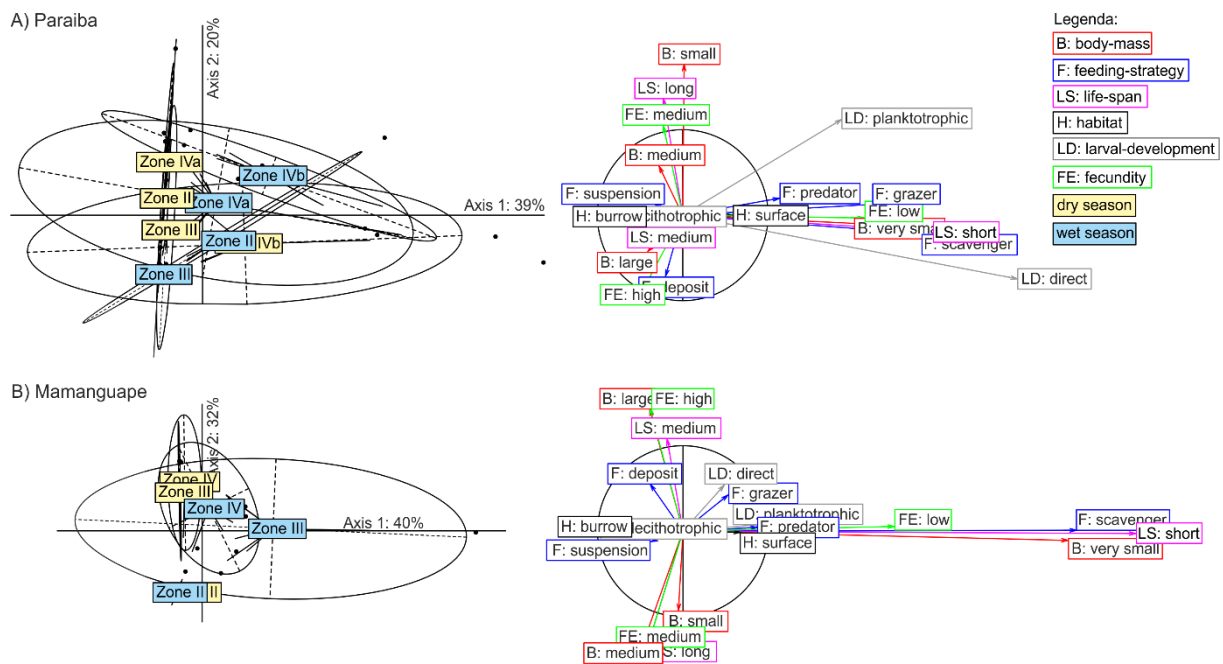 A) Paraiba
Axis 2: 20%
Axis 1: 39%
Zone IVa
Zone IVb
Zone II
Zone IVa
Zone III
Zone II
IVb
Zone III
B: small
LS: long
FE: medium
LD: planktotrophic
B: medium
F: suspension
F: predator
F: grazer
H: burrow
cithotrophic
H: surface
FE: low
LS: medium
B: very sma
LS: short
F: scavenger
B: large
F: deposit
FE: high
LD: direct
Legenda:
B: body-mass
F: feeding-strategy
LS: life-span
H: habitat
LD: larval-development
FE: fecundity
dry season
wet season
B) Mamanguape
Axis 2: 32%
Axis 1: 40%
Zone IV
Zone III
Zone IV
Zone III
Zone II
II
B: large
FE: high
LS: medium
F: deposit
LD: direct
F: grazer
LD: planktotrophic
FE: low
F: scavenger
H: burrow
lecithotrophic
F: predator
LS: short
F: suspension
H: surface
B: very small
B: small
FE: medium
B: medium
S: long